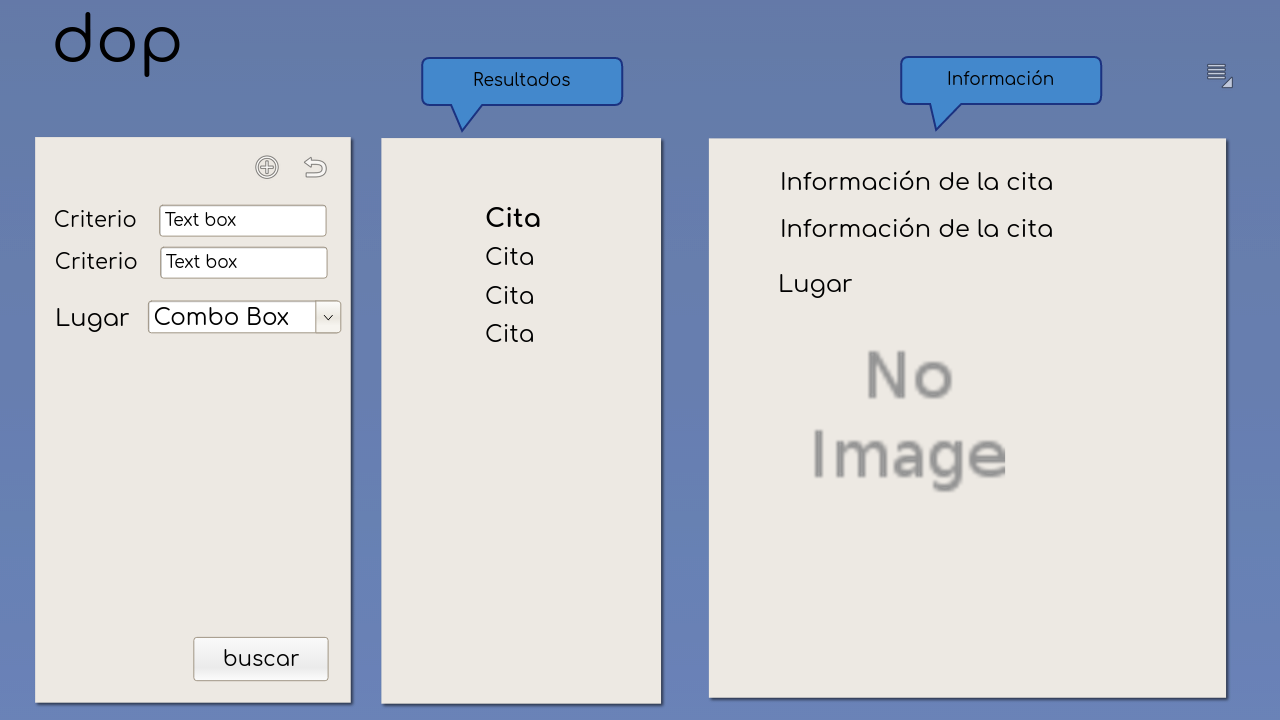 dop
Resultados
Información
Criterio
Text box
Criterio
Text box
Lugar
Combo Box
buscar
Cita
Cita
Cita
Cita
Información de la cita
Información de la cita
Lugar
No
Image